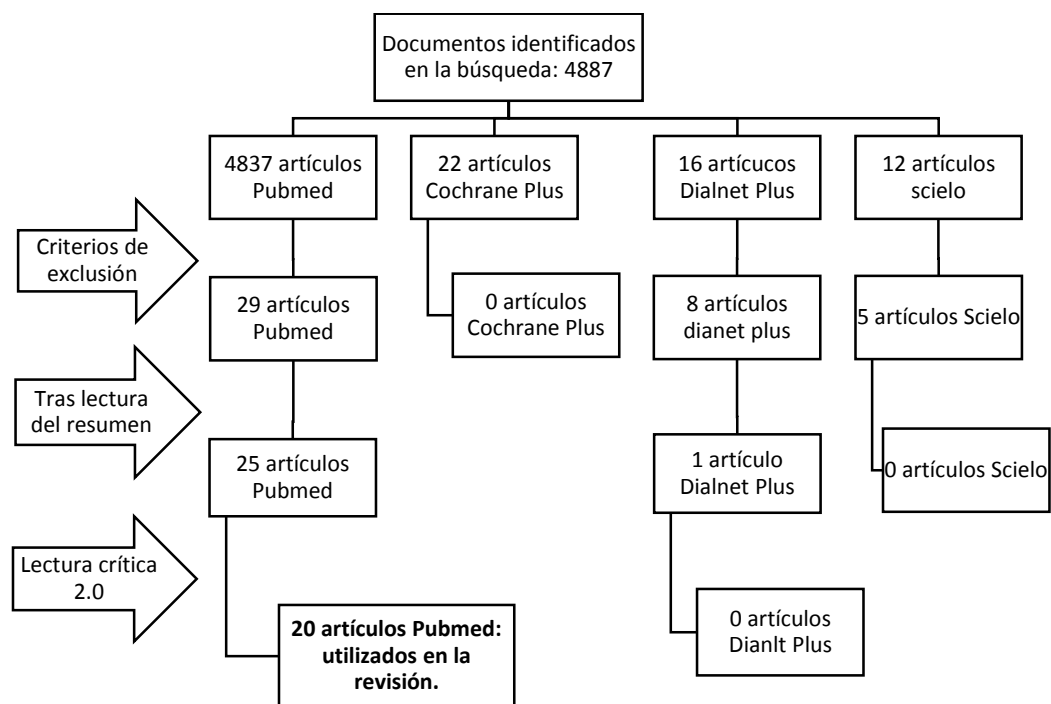 Documentos identificados
en la búsqueda: 4887
4837 artículos
Pubmed
22 artículos
Cochrane Plus
16 artícucos
Dialnet Plus
12 artículos
scielo
Criterios de
exclusión
29 artículos
Pubmed
0 artículos
Cochrane Plus
8 artículos
dianet plus
5 artículos Scielo
Tras lectura
del resumen
25 artículos
Pubmed
1 artículo
Dialnet Plus
0 artículos Scielo
Lectura crítica
2.0
20 artículos Pubmed:
utilizados en la
revisión.
0 artículos
Dianlt Plus